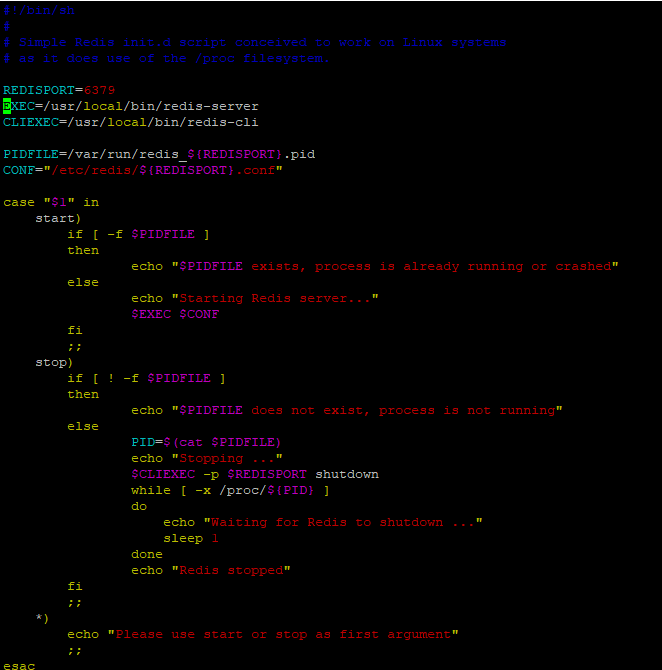 #!/bin/sh
#
# Simple Redis init.d script conceived to work on Linux systems
# as it does use of the /proc filesystem.

REDISPORT=6379
EXEC=/usr/local/bin/redis-server
CLIEXEC=/usr/local/bin/redis-cli

PIDFILE=/var/run/redis_${REDISPORT}.pid
CONF="/etc/redis/${REDISPORT}.conf"

case "$1" in
    start)
        if [ -f $PIDFILE ]
        then
                echo "$PIDFILE exists, process is already running or crashed"
        else
                echo "Starting Redis server..."
                $EXEC $CONF
        fi
        ;;
    stop)
        if [ ! -f $PIDFILE ]
        then
                echo "$PIDFILE does not exist, process is not running"
        else
                PID=$(cat $PIDFILE)
                echo "Stopping ..."
                $CLIEXEC -p $REDISPORT shutdown
                while [ -x /proc/${PID} ]
                do
                    echo "Waiting for Redis to shutdown ..."
                    sleep 1
                done
                echo "Redis stopped"
        fi
        ;;
    *)
        echo "Please use start or stop as first argument"
        ;;
esac